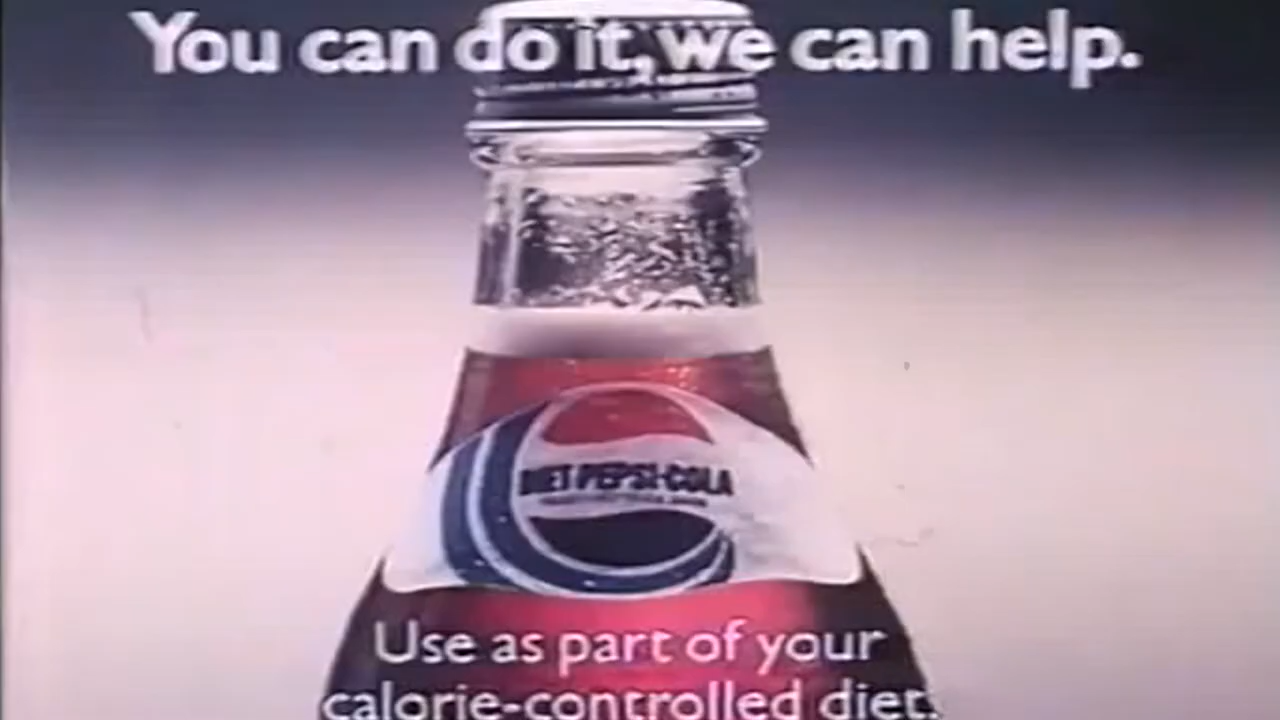 You can do it, we can help.
DIET PEPSI-COLA
Use as part of your
calorie-controlled diet.